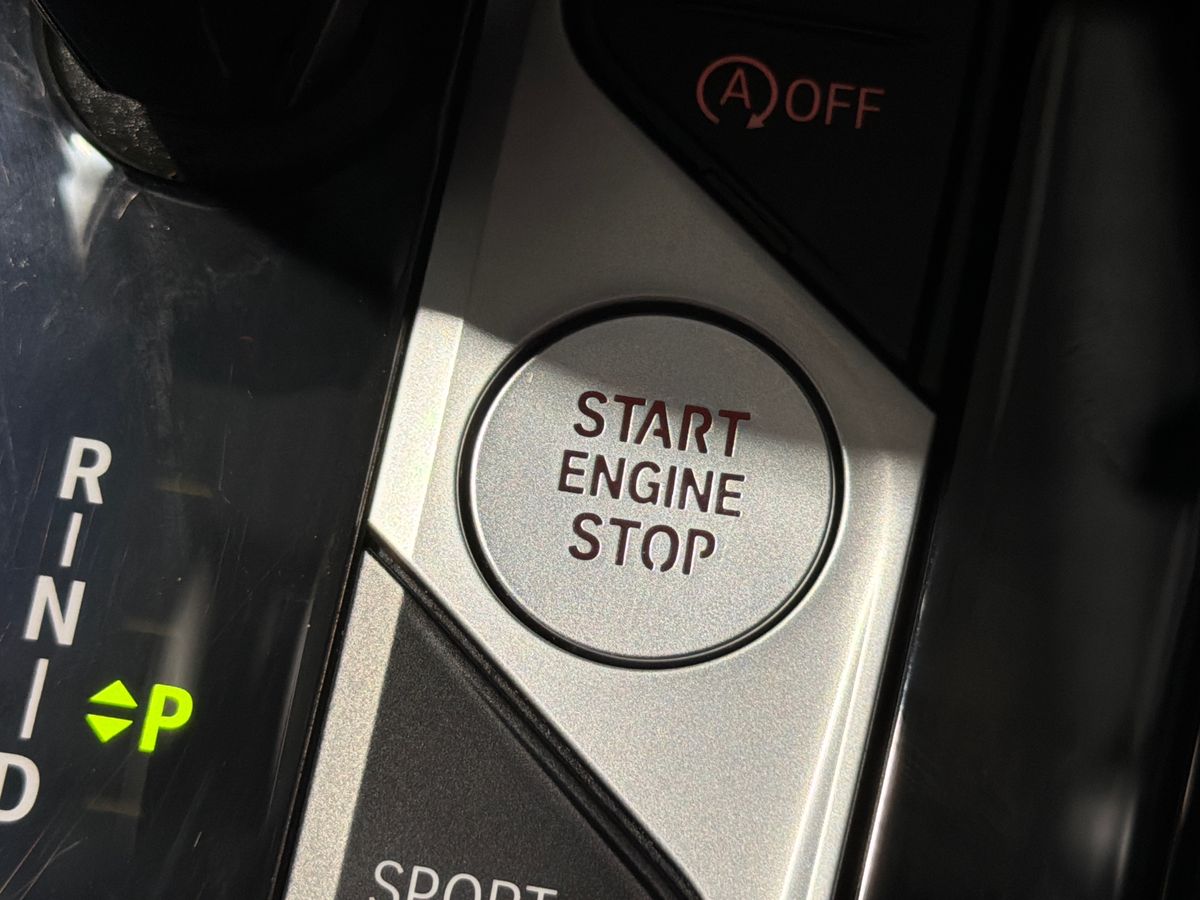 A OFF
START
ENGINE
STOP
R
N
P
D
SPORT